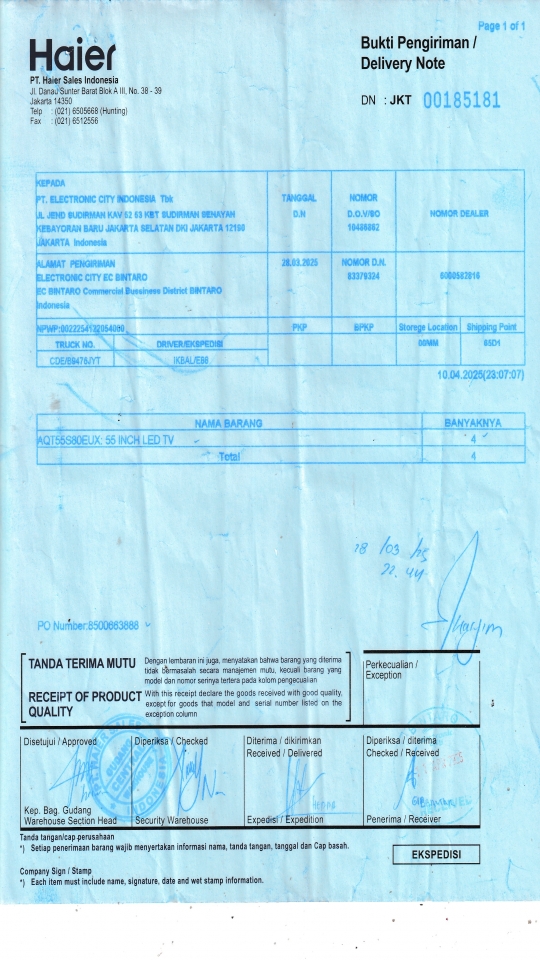 Page 1 of 1
Haier
Bukti Pengiriman /
Delivery Note
PT. Haier Sales Indonesia
Jl. Danau Sunter Barat Blok A III, No. 38 - 39
Jakarta 14350
Telp : (021) 6505668 (Hunting)
Fax : (021) 6512556
DN : JKT 00185181
KEPADA
PT. ELECTRONIC CITY INDONESIA Tbk
JL JEND SUDIRMAN KAV 52 53 KBT SUDIRMAN SENAYAH
KEBAYORAN BARU JAKARTA SELATAN DKI JAKARTA 12190
JAKARTA Indonesia
TANGGAL
D.N
NOMOR
D.O.V/SO
NOMOR DEALER
ALAMAT PENGIRIMAN
ELECTRONIC CITY EC BINTARO
EC BINTARO Commercial Bussiness District BINTARO
Indonesia
28.03.2025
NOMOR D.N.
83379324
PKP
BPKP
Storege Location
Shipping Point
TRUCK NO.
DRIVER/EKSPEDISI
65D1
10.04.2025(23:07:07)
NAMA BARANG
BANYAKNYA
AQT55S80EUX; 55 INCH LED TV
4
Total
4
28/03/25
22.44
PO Number:8500663888
TANDA TERIMA MUTU
Dengan lembaran ini juga, menyatakan bahwa barang yang diterima
tidak bermasalah secara manajemen mutu, kecuali barang yang
model dan nomor serinya tertera pada kolom pengecualian
RECEIPT OF PRODUCT
QUALITY
With this receipt declare the goods received with good quality,
except for goods that model and serial number listed on the
exception column
Perkecualian /
Exception
Disetujui / Approved
Diperiksa / Checked
Diterima / dikirimkan
Received / Delivered
Diperiksa / diterima
Checked / Received
Kep. Bag. Gudang
Warehouse Section Head
Security Warehouse
Expedisi / Expedition
Penerima / Receiver
Tanda tangan/cap perusahaan
*) Setiap penerimaan barang wajib menyertakan informasi nama, tanda tangan, tanggal dan Cap basah.
EKSPEDISI
Company Sign / Stamp
*) Each item must include name, signature, date and wet stamp information.